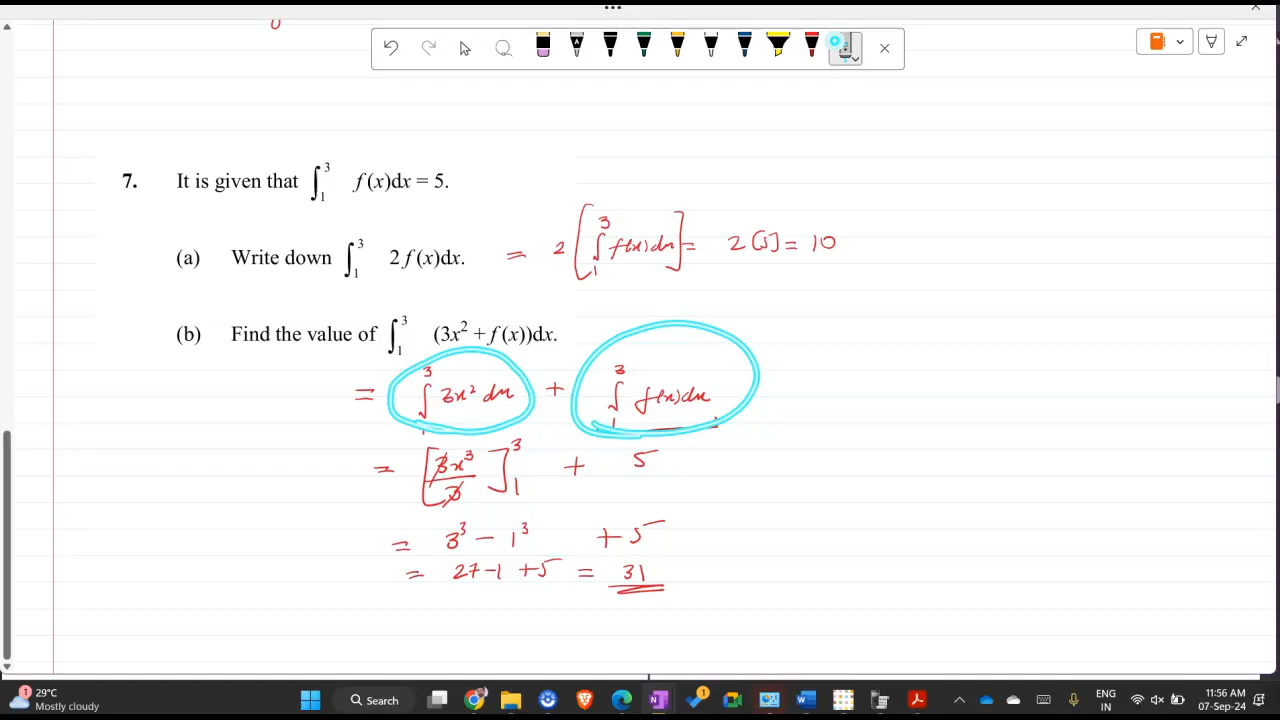 7. It is given that ∫₁³ f(x)dx = 5.
(a) Write down ∫₁³ 2f(x)dx. = 2[∫₁³ f(x)dx] = 2[5] = 10
(b) Find the value of ∫₁³ (3x² + f(x))dx.
= ∫₁³ 3x² dx + ∫₁³ f(x)dx
= [3x³/3]₁³ + 5
= 3³ - 1³ + 5
= 27-1 +5 = 31
1 29°C
Mostly cloudy
Search
1
ENG
IN
11:56 AM
07-Sep-24